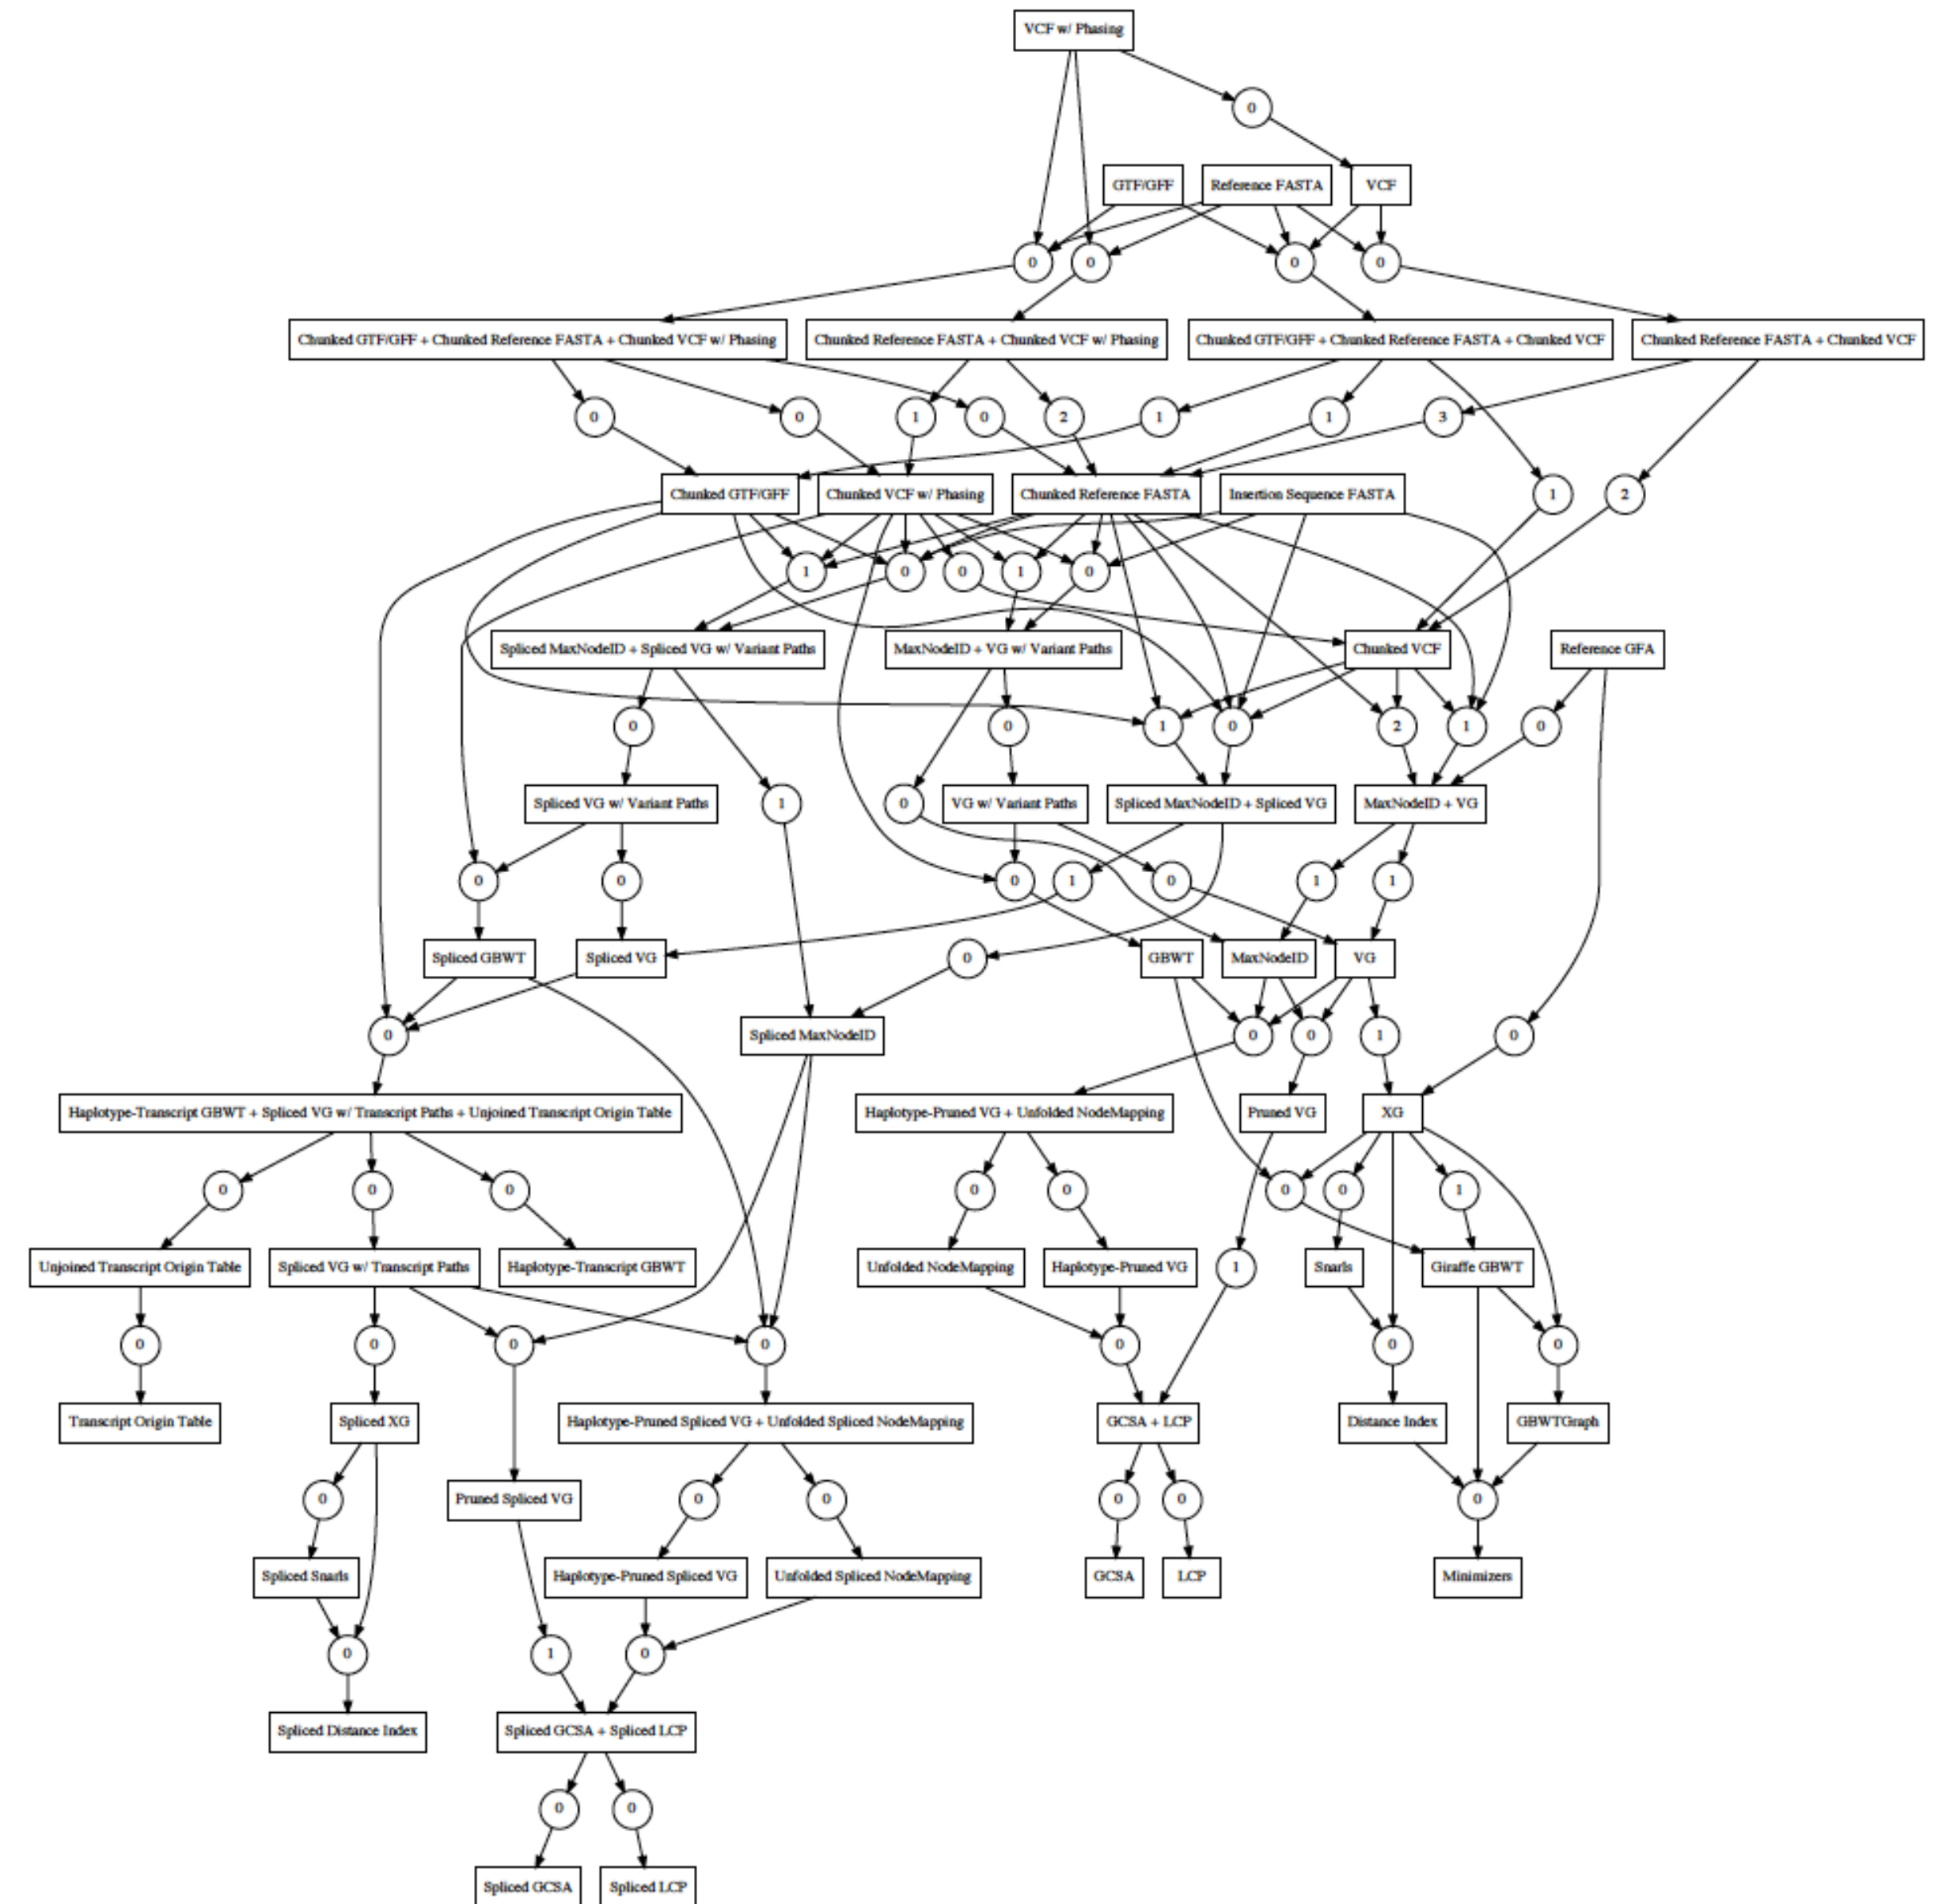 VCF w/ Phasing
0
GTF/GFF
Reference FASTA
VCF
0
0
0
0
Chunked GTF/GFF + Chunked Reference FASTA + Chunked VCF w/ Phasing
Chunked Reference FASTA + Chunked VCF w/ Phasing
Chunked GTF/GFF + Chunked Reference FASTA + Chunked VCF
Chunked Reference FASTA + Chunked VCF
0
0
1
0
2
1
1
3
Chunked GTF/GFF
Chunked VCF w/ Phasing
Chunked Reference FASTA
Insertion Sequence FASTA
1
2
1
0
0
1
0
Spliced MaxNodeID + Spliced VG w/ Variant Paths
MaxNodeID + VG w/ Variant Paths
Chunked VCF
Reference GFA
0
0
1
0
2
1
0
Spliced VG w/ Variant Paths
1
0
VG w/ Variant Paths
Spliced MaxNodeID + Spliced VG
MaxNodeID + VG
0
0
0
1
0
1
1
Spliced GBWT
Spliced VG
0
GBWT
MaxNodeID
VG
0
Spliced MaxNodeID
0
0
1
0
Haplotype-Transcript GBWT + Spliced VG w/ Transcript Paths + Unjoined Transcript Origin Table
Haplotype-Pruned VG + Unfolded NodeMapping
Pruned VG
XG
0
0
0
0
0
0
0
1
Unjoined Transcript Origin Table
Spliced VG w/ Transcript Paths
Haplotype-Transcript GBWT
Unfolded NodeMapping
Haplotype-Pruned VG
1
Snarls
Giraffe GBWT
0
0
0
0
0
0
0
Transcript Origin Table
Spliced XG
Haplotype-Pruned Spliced VG + Unfolded Spliced NodeMapping
GCSA + LCP
Distance Index
GBWTGraph
0
Pruned Spliced VG
0
0
0
0
0
Spliced Snarls
Haplotype-Pruned Spliced VG
Unfolded Spliced NodeMapping
GCSA
LCP
Minimizers
0
1
0
Spliced Distance Index
Spliced GCSA + Spliced LCP
0
0
Spliced GCSA
Spliced LCP